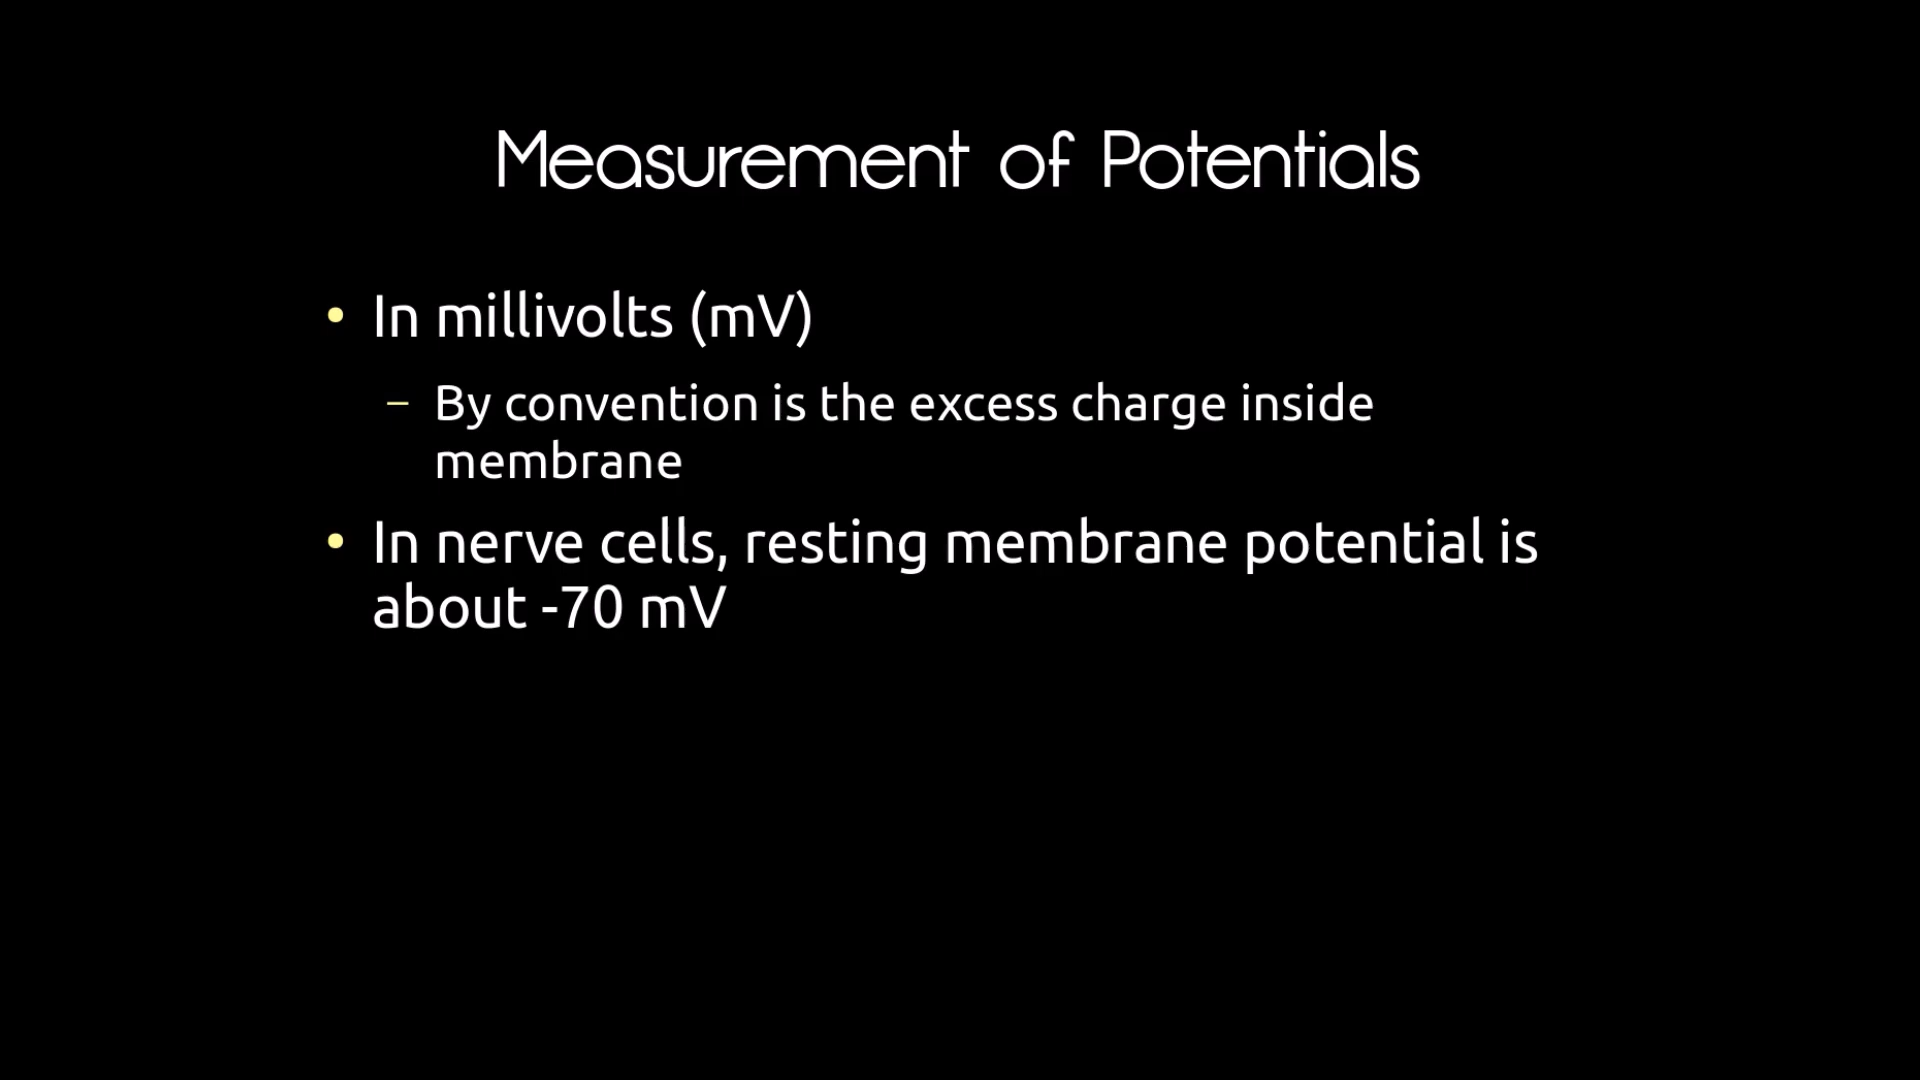 Measurement of Potentials
• In millivolts (mV)
– By convention is the excess charge inside
membrane
• In nerve cells, resting membrane potential is
about -70 mV